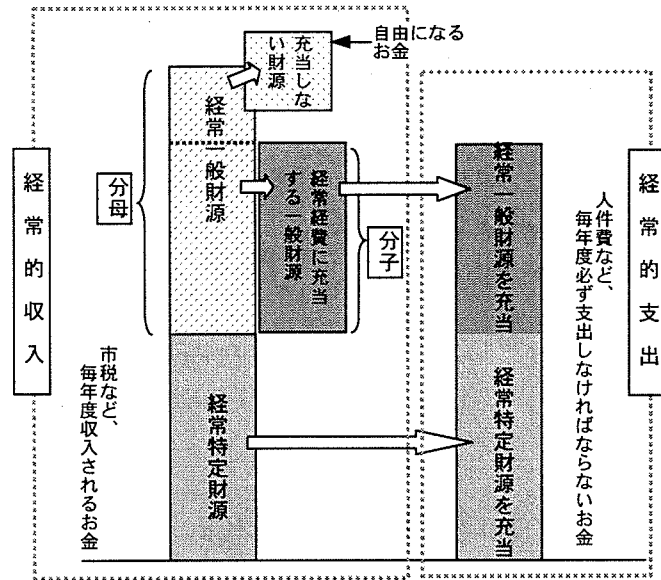 経常的収入
市税など、
毎年度収入されるお金
分母
経常一般財源
充当しな
い財源
自由になる
お金
経常経費に充当
する一般財源
分子
経常特定財源
経常一般財源を充当
経常特定財源を充当
人件費など、
毎年度必ず支出しなければならないお金
経常的支出